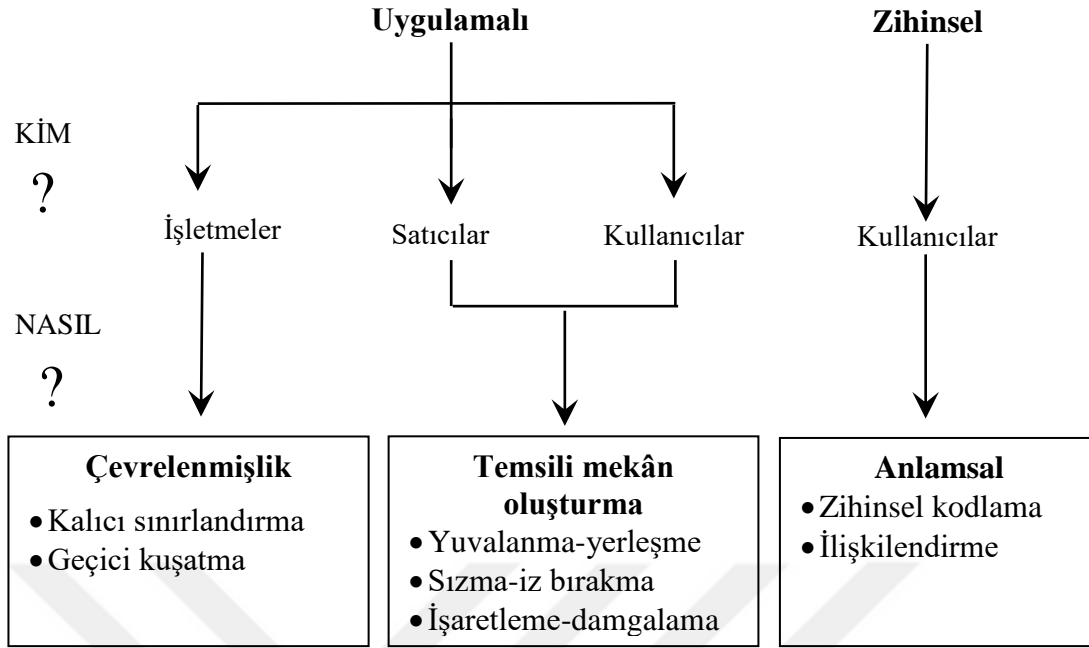 Uygulamalı
Zihinsel
KİM
?
İşletmeler
Satıcılar
Kullanıcılar
Kullanıcılar
NASIL
?
Çevrelenmişlik
• Kalıcı sınırlandırma
• Geçici kuşatma
Temsili mekân
oluşturma
• Yuvalanma-yerleşme
• Sızma-iz bırakma
• İşaretleme-damgalama
Anlamsal
• Zihinsel kodlama
• İlişkilendirme